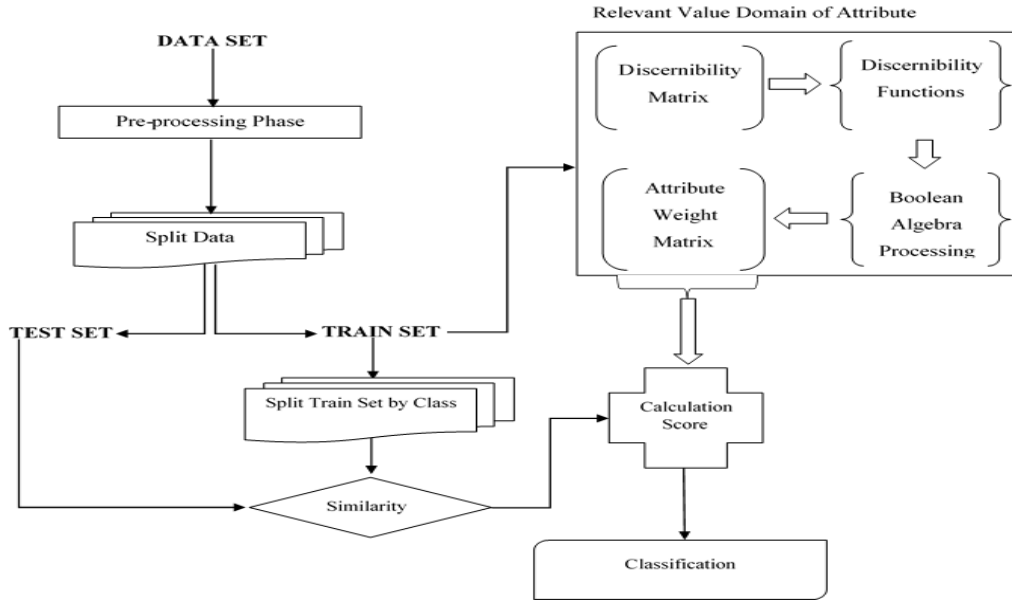 Relevant Value Domain of Attribute
DATA SET
Pre-processing Phase
Split Data
TEST SET
TRAIN SET
Split Train Set by Class
Similarity
Discernibility
Matrix
Discernibility
Functions
Boolean
Algebra
Processing
Attribute
Weight
Matrix
Calculation
Score
Classification